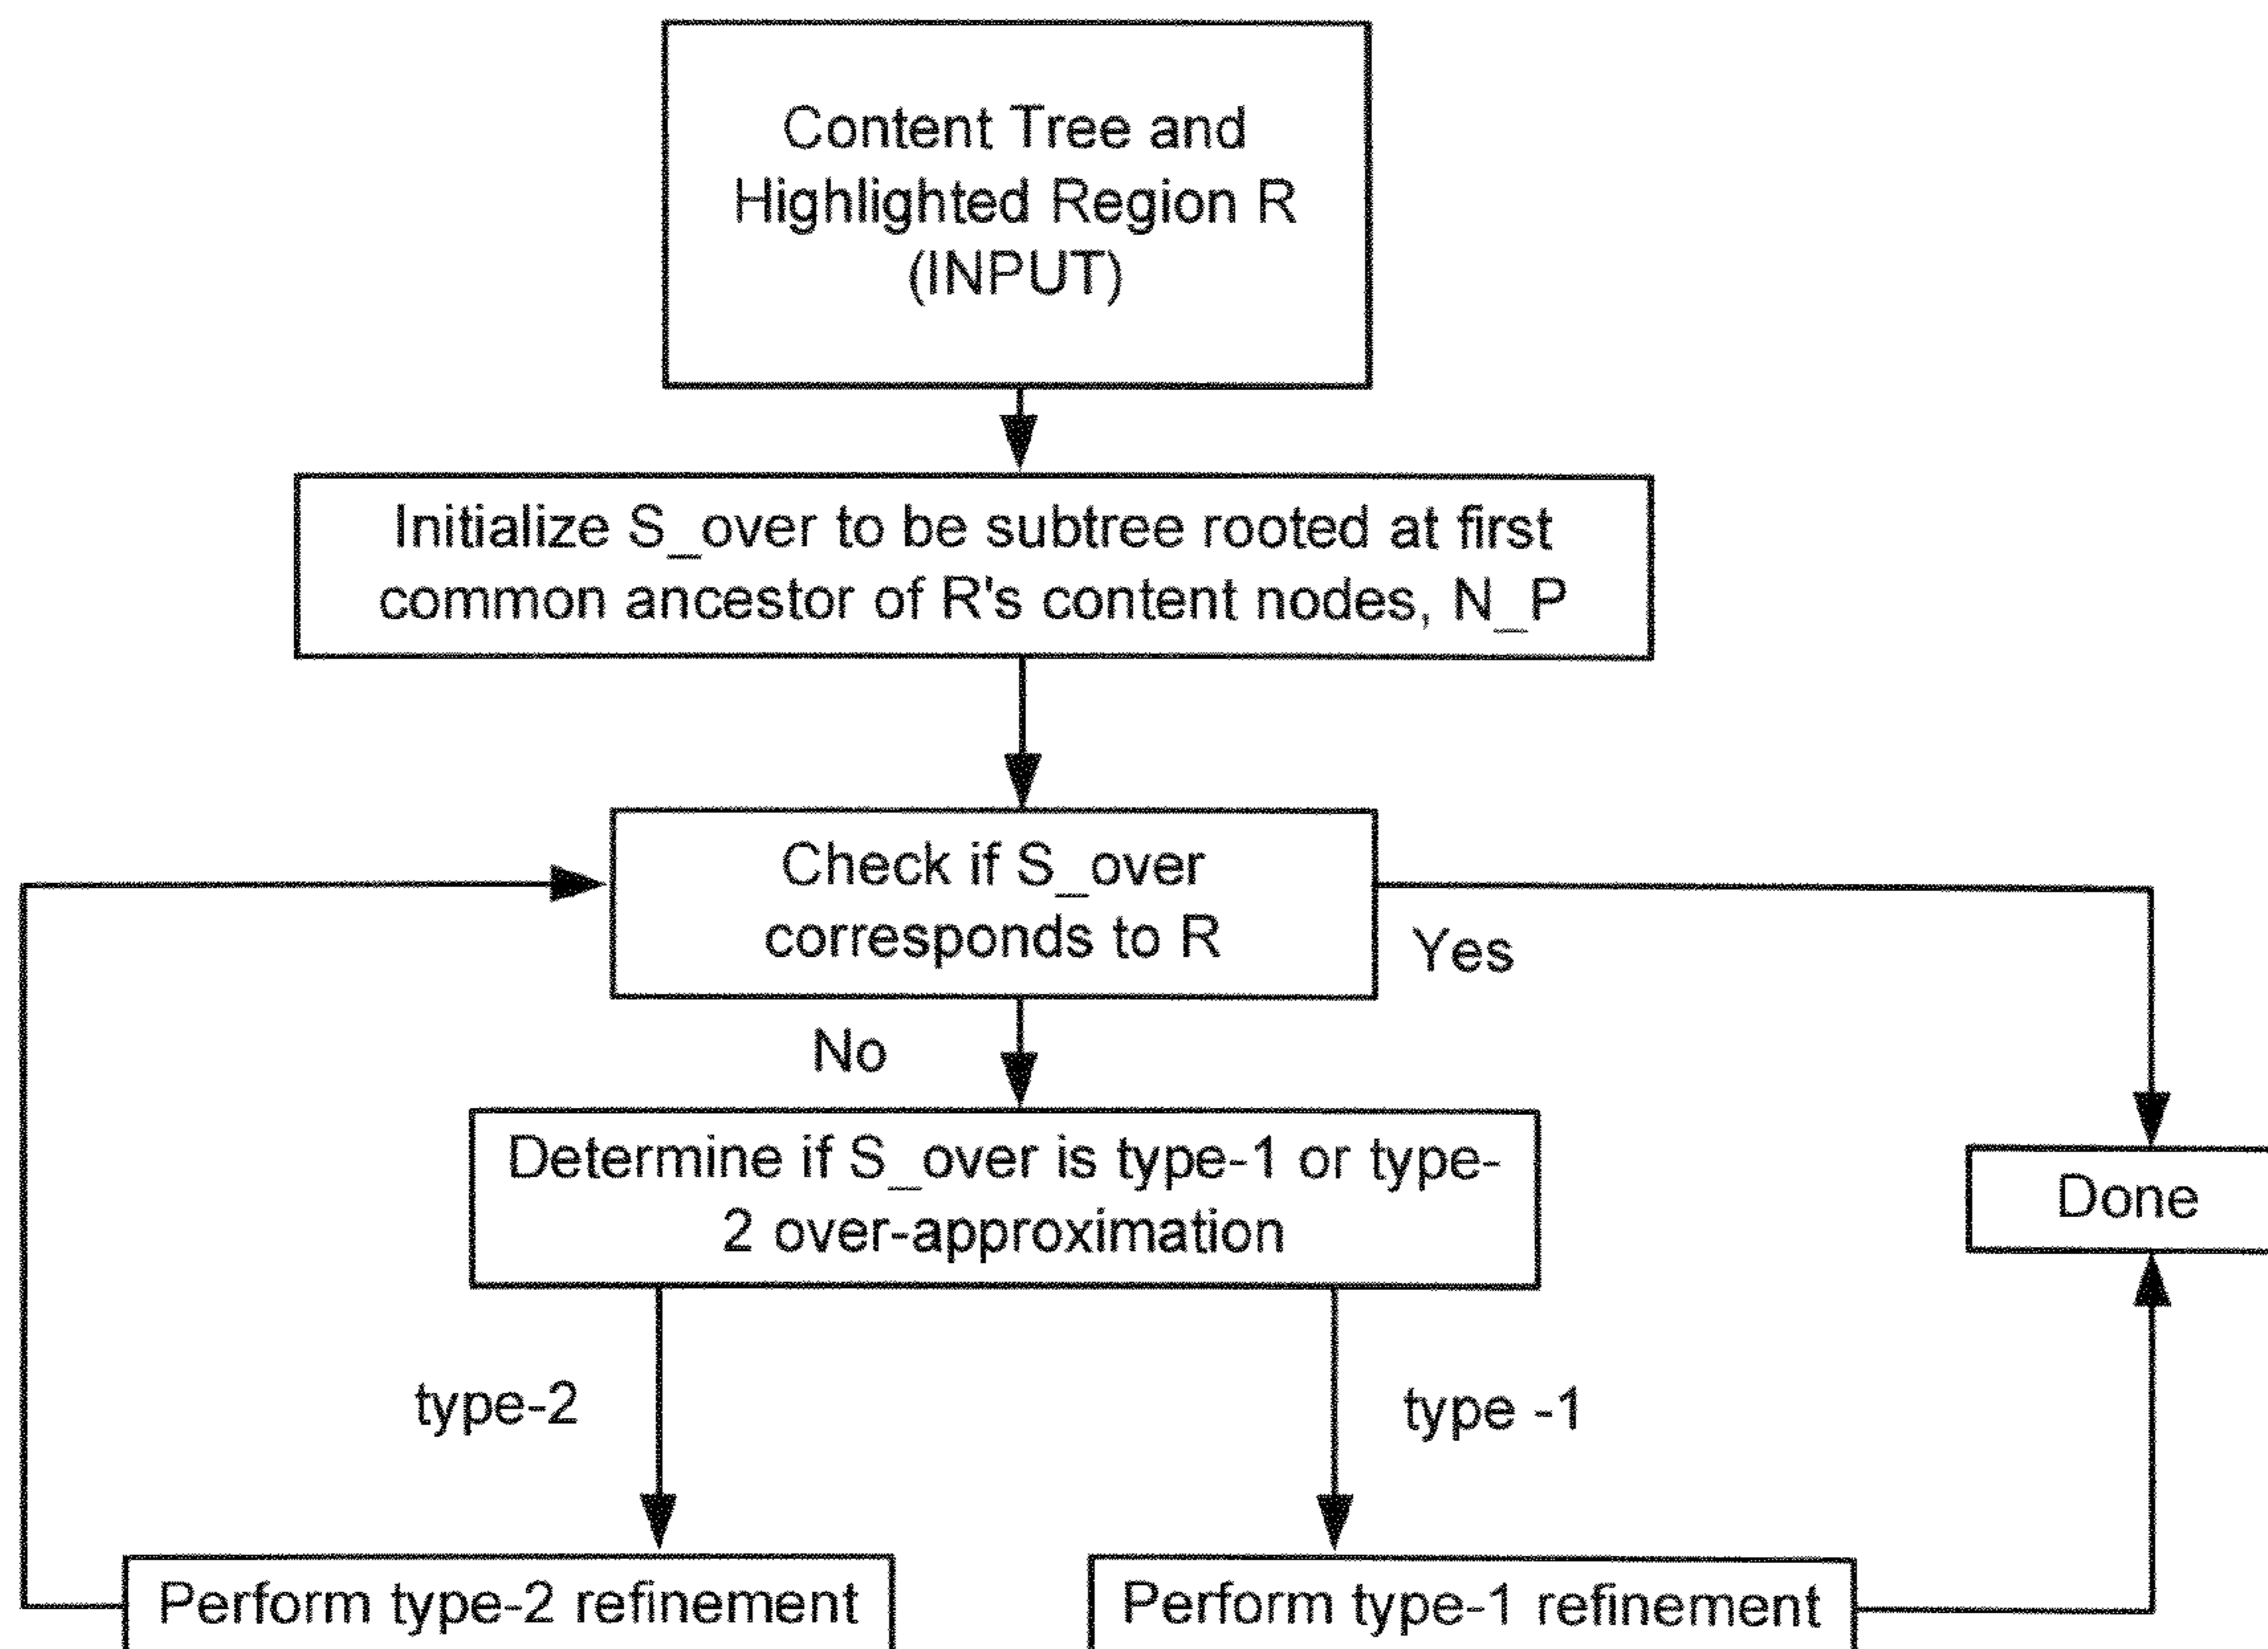 Content Tree and
Highlighted Region R
(INPUT)
Initialize S_over to be subtree rooted at first
common ancestor of R's content nodes, N_P
Check if S_over
corresponds to R
Yes
No
Determine if S_over is type-1 or type-
2 over-approximation
Done
type-2
type -1
Perform type-2 refinement
Perform type-1 refinement